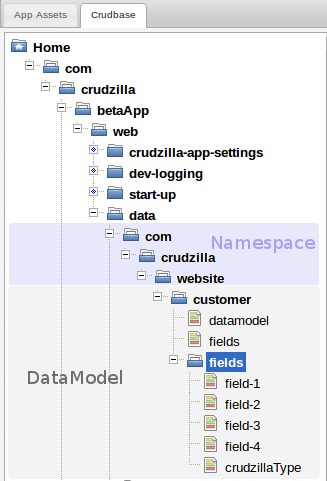 App Assets Crudbase
Home
com
crudzilla
betaApp
web
crudzilla-app-settings
dev-logging
start-up
data
com Namespace
crudzilla
website
customer
datamodel
fields
fields
DataModel field-1
field-2
field-3
field-4
crudzillaType